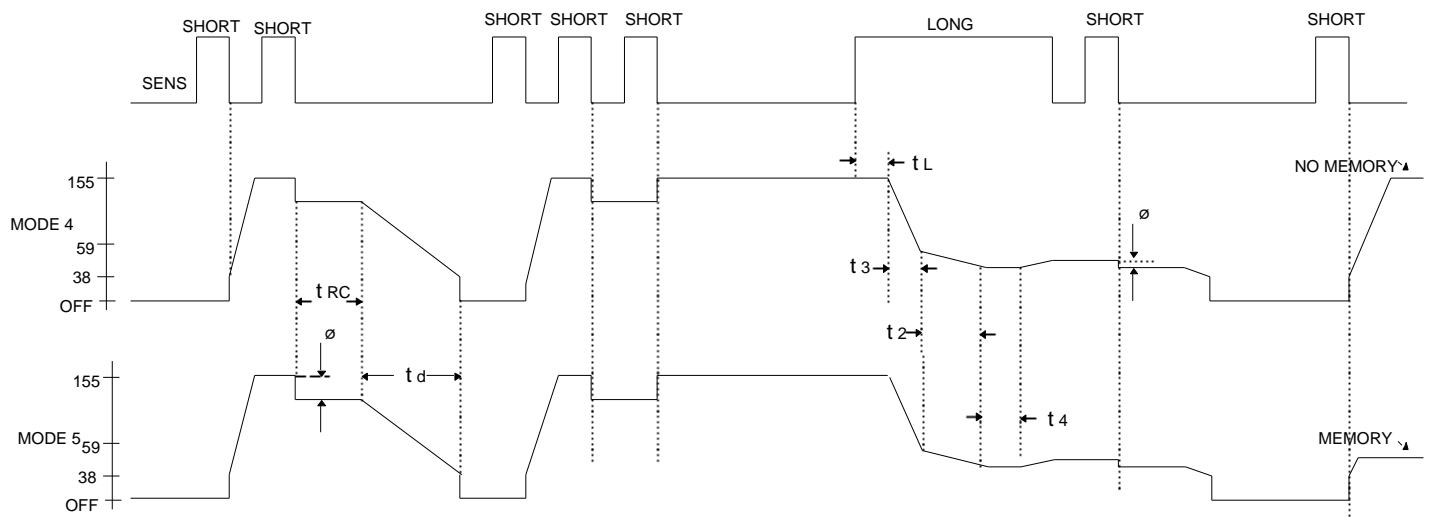 SHORT SHORT SHORT SHORT SHORT LONG SHORT SHORT
SENS
t L
NO MEMORY
155
MODE 4
ø
59
t 3
38
t RC
OFF
t 2
ø
155
t d
t 4
MODE 5
MEMORY
59
38
OFF